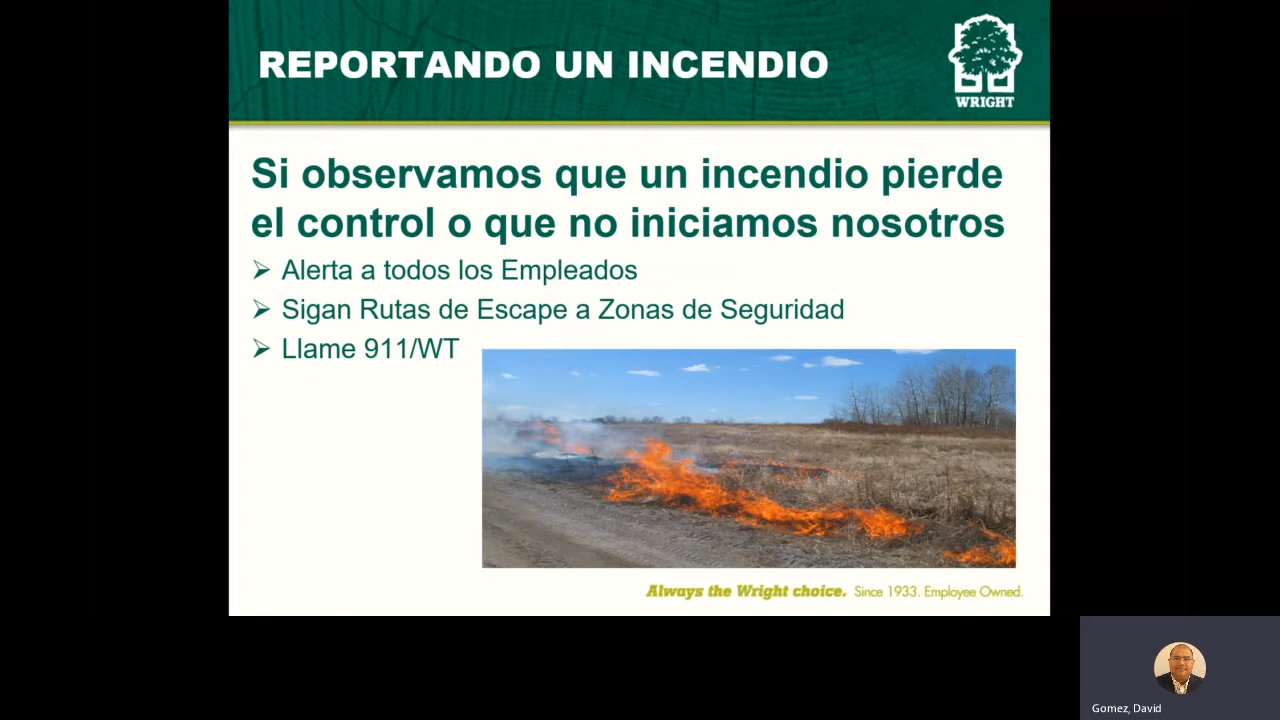 REPORTANDO UN INCENDIO
WRIGHT
Si observamos que un incendio pierde
el control o que no iniciamos nosotros
➢ Alerta a todos los Empleados
➢ Sigan Rutas de Escape a Zonas de Seguridad
➢ Llame 911/WT
Always the Wright choice. Since 1933. Employee Owned.
Gomez, David